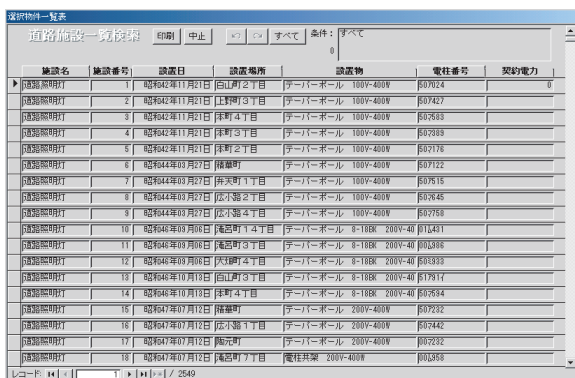 選択物件一覧表
道路施設一覧検索 印刷 中止 すべて 条件: すべて
0
施設名 施設番号 設置日 設置場所 設置物 電柱番号 契約電力
道路照明灯 1 昭和42年11月21日 白山町2丁目 テーパーポール 100V-400W 507024 0
道路照明灯 2 昭和42年11月21日 上野町3丁目 テーパーポール 100V-400W 507427
道路照明灯 3 昭和42年11月21日 本町4丁目 テーパーポール 100V-400W 502583
道路照明灯 4 昭和42年11月21日 本町3丁目 テーパーポール 100V-400W 502389
道路照明灯 5 昭和42年11月21日 本町2丁目 テーパーポール 100V-400W 502176
道路照明灯 6 昭和44年03月27日 テーパーポール 100V-400W 507122
道路照明灯 7 昭和44年03月27日 弁天町1丁目 テーパーポール 100V-400W 507515
道路照明灯 8 昭和44年03月27日 広小路2丁目 テーパーポール 100V-400W 502645
道路照明灯 9 昭和44年03月27日 広小路4丁目 テーパーポール 100V-400W 502758
道路照明灯 10 昭和46年09月06日 滝呂町14丁目 テーパーポール 8-18BK 200V-40
道路照明灯 11 昭和46年09月06日 滝呂町3丁目 テーパーポール 8-18BK 200V-40
道路照明灯 12 昭和46年09月18日 大畑町4丁目 テーパーポール 8-18BK 200V-40
道路照明灯 13 昭和46年10月13日 白山町3丁目 テーパーポール 8-18BK 200V-40
道路照明灯 14 昭和46年10月13日 本町4丁目 テーパーポール 8-18BK 200V-40 502594
道路照明灯 15 昭和47年07月12日 テーパーポール 200V-400W 507232
道路照明灯 16 昭和47年07月12日 広小路1丁目 テーパーポール 200V-400W 502442
道路照明灯 17 昭和47年07月12日 陶元町 テーパーポール 200V-400W 507232
道路照明灯 18 昭和47年07月12日 滝呂町7丁目 電柱共架 200V-400W
レコード: 1 / 2549